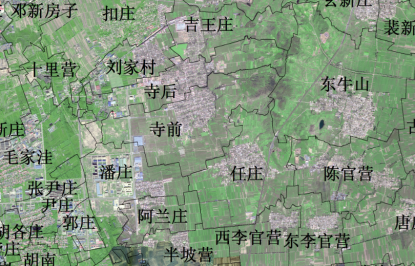 邓新房子
扣庄
玄新庄
吉王庄
裴新
十里营
刘家村
寺后
东牛山
寺前
新庄
毛家洼
潘庄
任庄
陈官营
张尹庄
尹庄
郭庄
阿兰庄
唐庄
胡各庄
西李官营
东李官营
胡南
半坡营